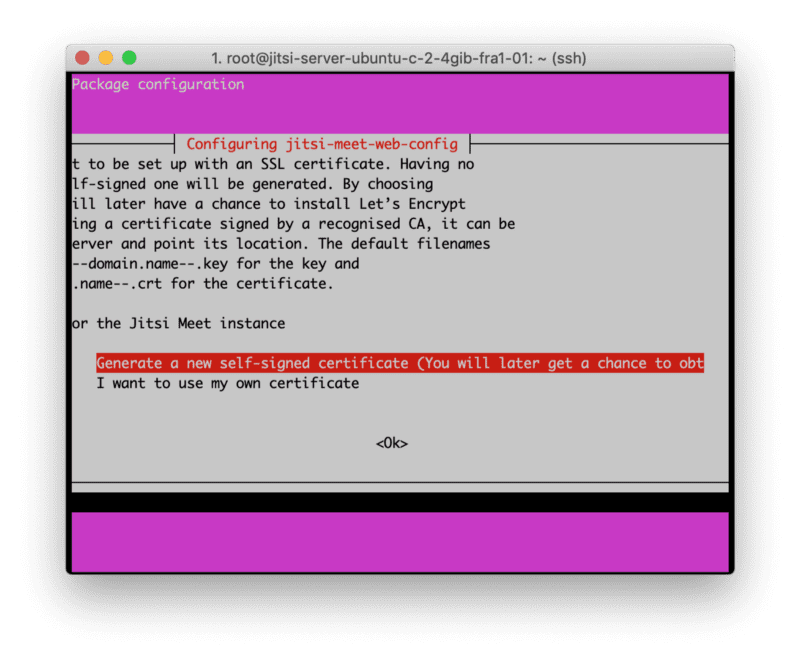 1. root@jitsi-server-ubuntu-c-2-4gib-fra1-01: ~ (ssh)
Package configuration
Configuring jitsi-meet-web-config
t to be set up with an SSL certificate. Having no
lf-signed one will be generated. By choosing
ill later have a chance to install Let’s Encrypt
ing a certificate signed by a recognised CA, it can be
erver and point its location. The default filenames
--domain.name--.key for the key and
.name--.crt for the certificate.
or the Jitsi Meet instance
Generate a new self-signed certificate (You will later get a chance to obt
I want to use my own certificate
<Ok>